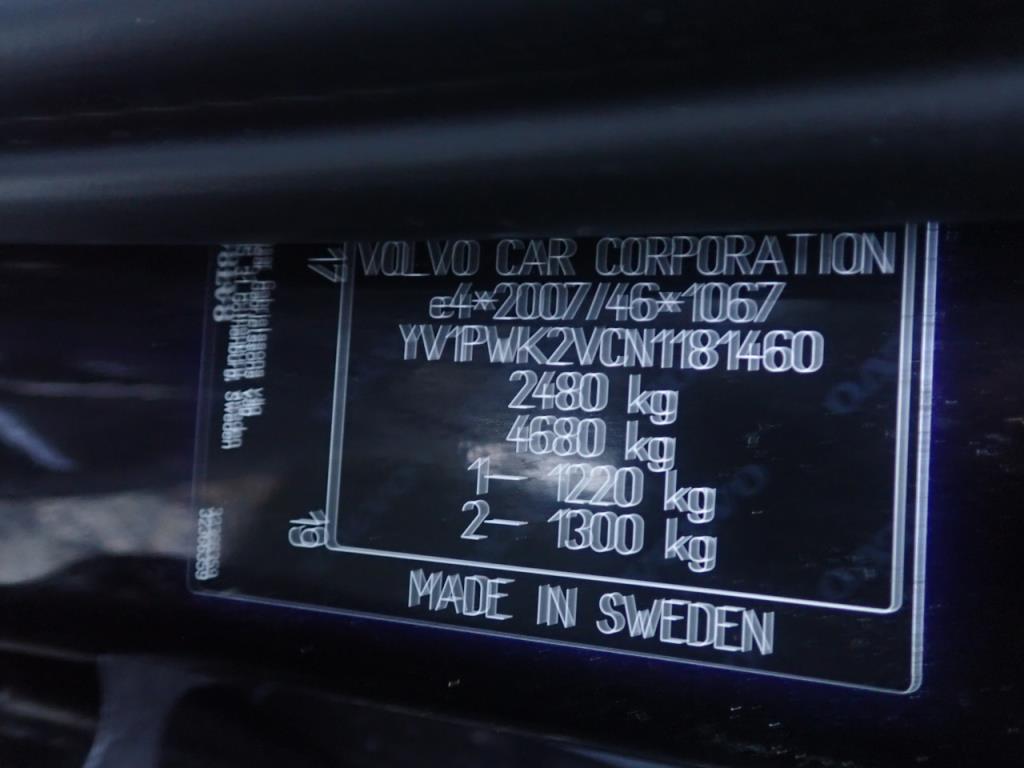 VOLVO CAR CORPORATION
e4*2007/46*1067
YV1PWK2VCN1181460
2480 kg
4680 kg
1- 1220 kg
2- 1300 kg
MADE IN SWEDEN